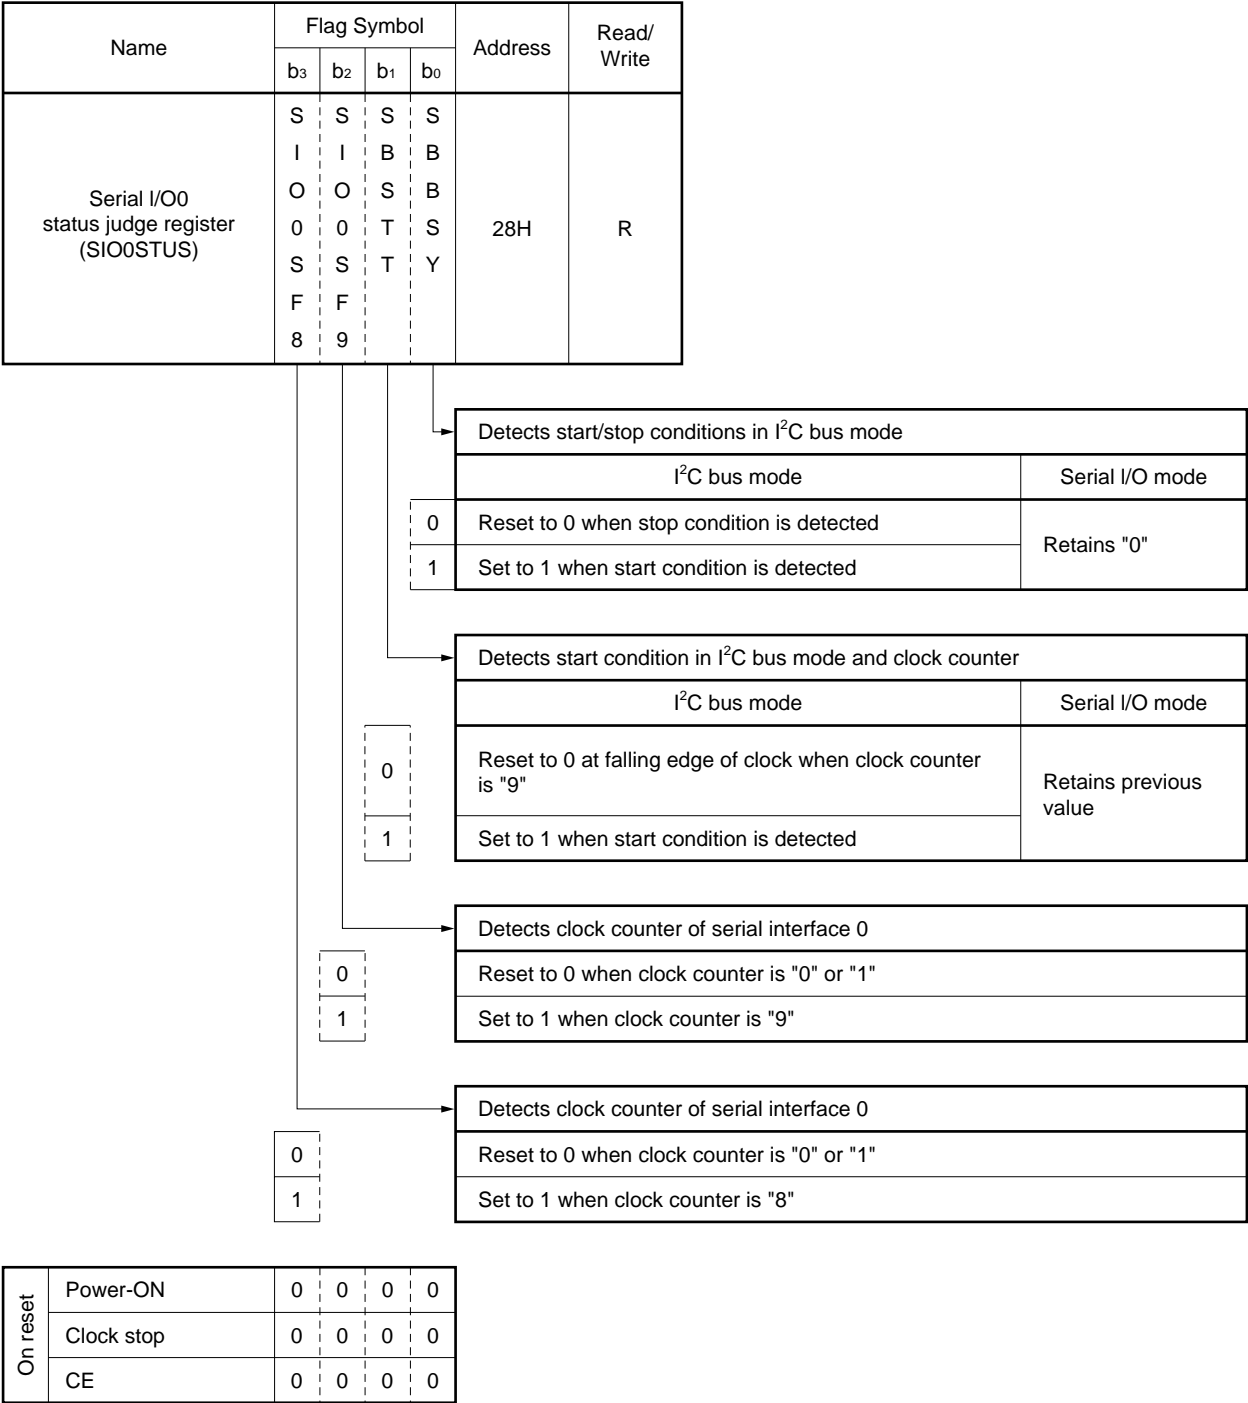 Name
Flag Symbol
Address
Read/
Write
b3 b2 b1 b0
Serial I/O0
status judge register
(SIO0STUS)
S S S S
I I B B
O O S B
0 0 T S
S S T Y
F F
8 9
28H
R
Detects start/stop conditions in I²C bus mode
I²C bus mode
Serial I/O mode
0
Reset to 0 when stop condition is detected
1
Set to 1 when start condition is detected
Retains "0"
Detects start condition in I²C bus mode and clock counter
I²C bus mode
Serial I/O mode
0
Reset to 0 at falling edge of clock when clock counter
is "9"
1
Set to 1 when start condition is detected
Retains previous
value
Detects clock counter of serial interface 0
0
Reset to 0 when clock counter is "0" or "1"
1
Set to 1 when clock counter is "9"
Detects clock counter of serial interface 0
0
Reset to 0 when clock counter is "0" or "1"
1
Set to 1 when clock counter is "8"
On reset
Power-ON 0 0 0 0
Clock stop 0 0 0 0
CE 0 0 0 0